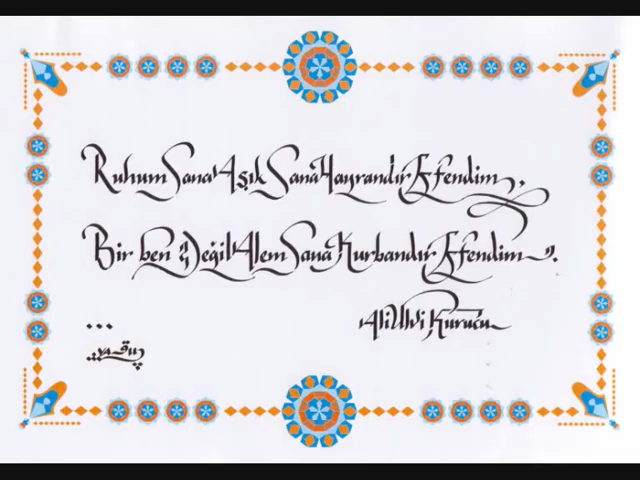 Ruhum Sana Aşık Sana Hayrandır Efendim
Bir ben Değil Alem Sana Kurbandır Efendim.
Ali Ulvi Kurucu
...